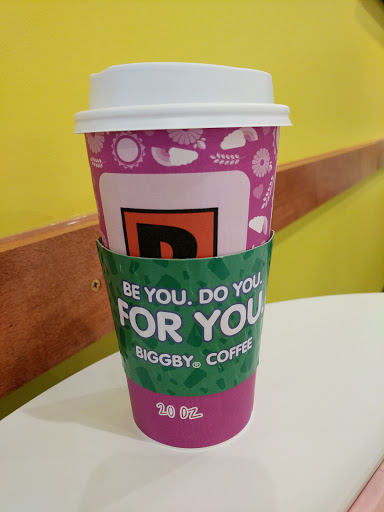 B
BE YOU. DO YOU.
FOR YOU.
BIGGBY® COFFEE
20 OZ